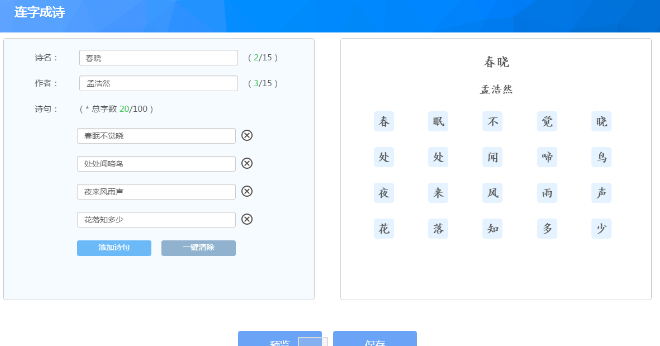 连字成诗
诗名： 春晓 （ 2/15 ）
作者： 孟浩然 （ 3/15 ）
诗句： （ * 总字数 20/100 ）
春眠不觉晓
处处闻啼鸟
夜来风雨声
花落知多少
添加诗句 一键清除
春晓
孟浩然
春 眠 不 觉 晓
处 处 闻 啼 鸟
夜 来 风 雨 声
花 落 知 多 少
预览 保存